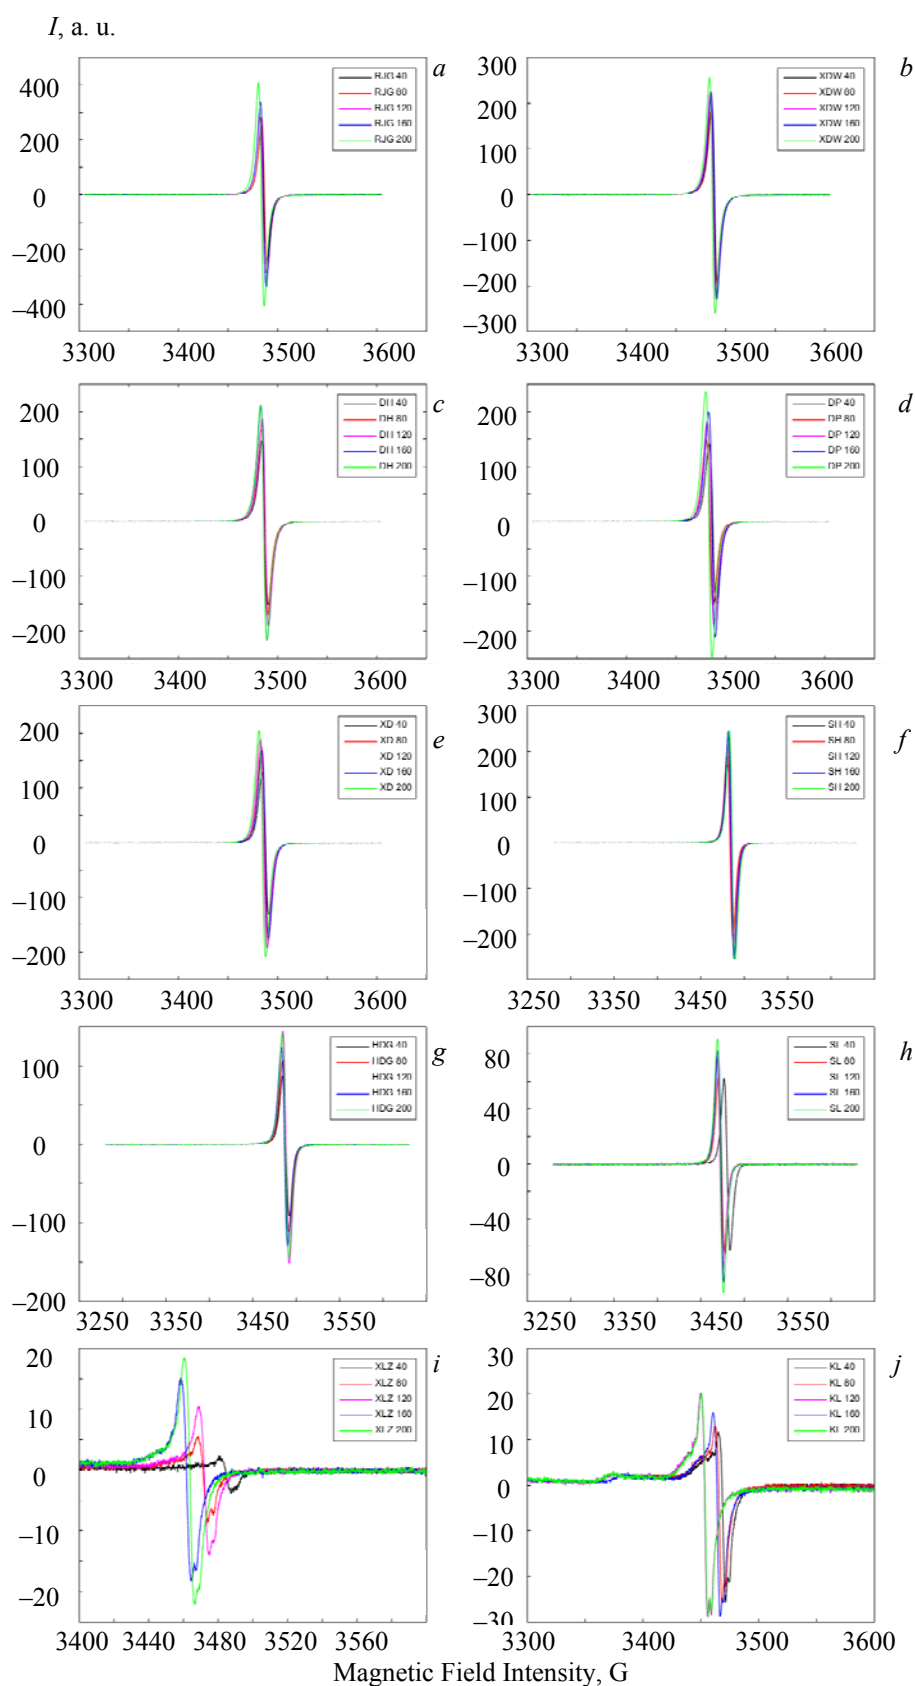 I, a. u.
a
RJG 40
RJG 80
RJG 120
RJG 160
RJG 200
400
200
0
–200
–400
3300 3400 3500 3600
b
XDW 40
XDW 80
XDW 120
XDW 160
XDW 200
300
200
100
0
–100
–200
–300
3300 3400 3500 3600
c
DH 40
DH 80
DH 120
DH 160
DH 200
200
100
0
–100
–200
3300 3400 3500 3600
d
DP 40
DP 80
DP 120
DP 160
DP 200
200
100
0
–100
–200
3300 3400 3500 3600
e
XD 40
XD 80
XD 120
XD 160
XD 200
200
100
0
–100
–200
3300 3400 3500 3600
f
SH 40
SH 80
SH 120
SH 160
SH 200
300
200
100
0
–100
–200
3250 3350 3450 3550
g
HDG 40
HDG 80
HDG 120
HDG 160
HDG 200
100
0
–100
–200
3250 3350 3450 3550
h
SL 40
SL 80
SL 120
SL 160
SL 200
80
40
0
–40
–80
3250 3350 3450 3550
i
XLZ 40
XLZ 80
XLZ 120
XLZ 160
XLZ 200
20
10
0
–10
–20
3400 3440 3480 3520 3560
j
KL 40
KL 80
KL 120
KL 160
KL 200
30
20
10
0
–10
–20
–30
3300 3400 3500 3600
Magnetic Field Intensity, G